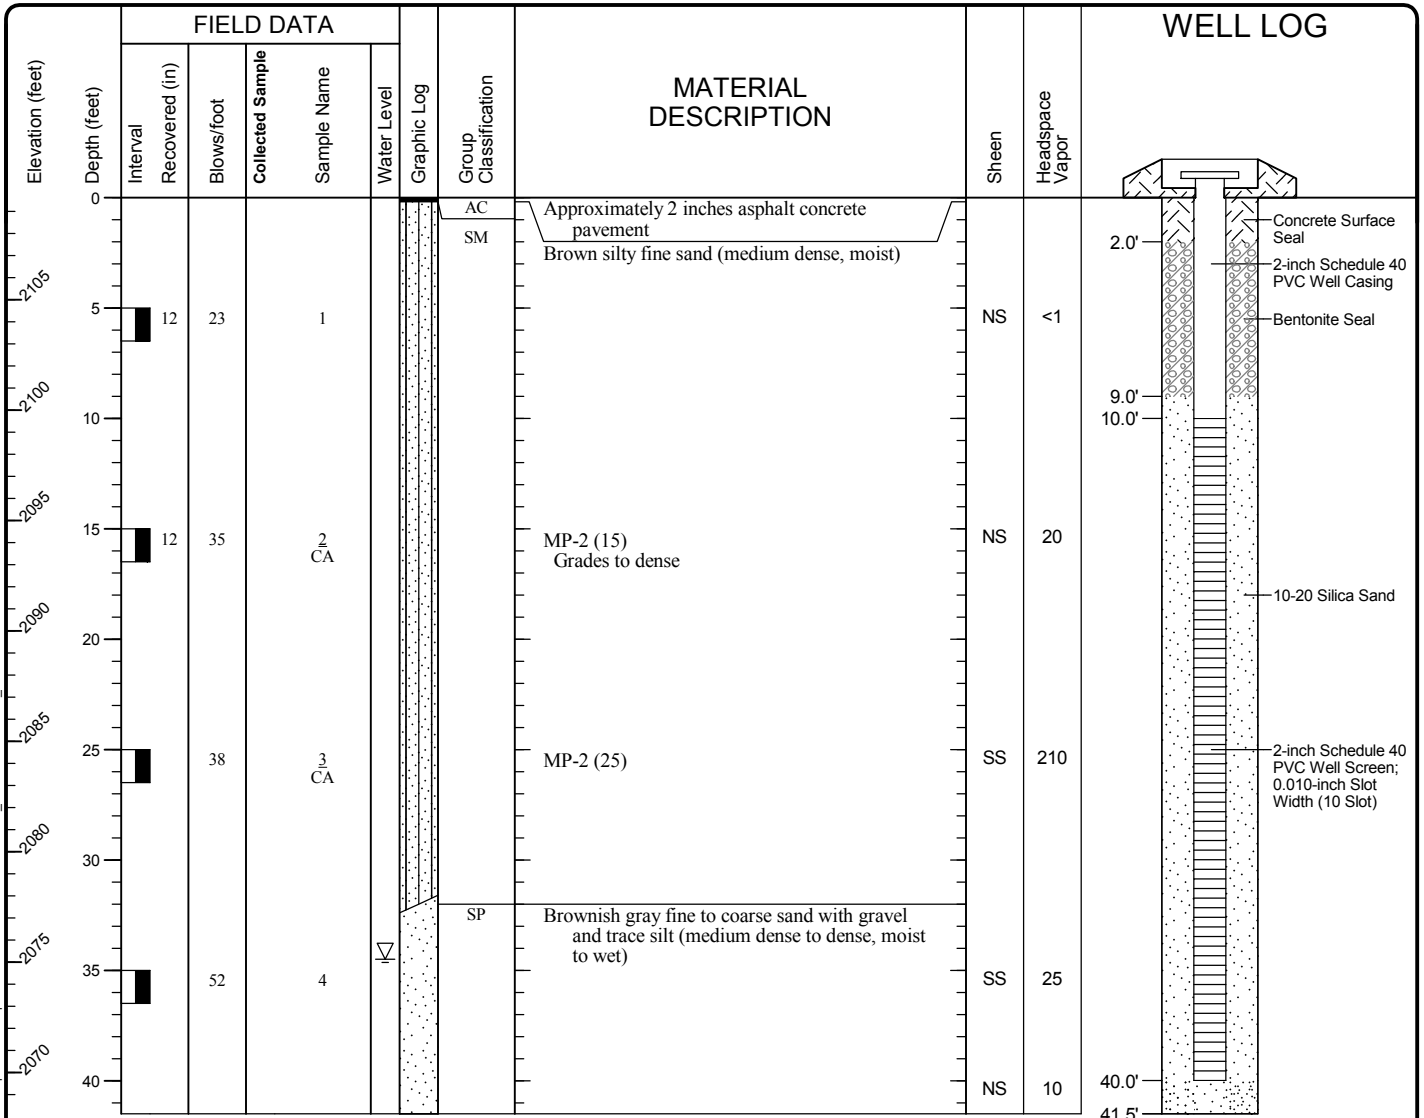 FIELD DATA
WELL LOG
Elevation (feet)
Depth (feet)
Interval
Recovered (in)
Blows/foot
Collected Sample
Sample Name
Water Level
Graphic Log
Group
Classification
MATERIAL
DESCRIPTION
Sheen
Headspace
Vapor
0
AC
Approximately 2 inches asphalt concrete
pavement
SM
Brown silty fine sand (medium dense, moist)
2.0'
Concrete Surface
Seal
2-inch Schedule 40
PVC Well Casing
Bentonite Seal
2105
5
12
23
1
NS
<1
2100
9.0'
10
10.0'
2095
15
12
35
2
CA
MP-2 (15)
Grades to dense
NS
20
2090
10-20 Silica Sand
20
2085
25
38
3
CA
MP-2 (25)
SS
210
2-inch Schedule 40
PVC Well Screen;
0.010-inch Slot
Width (10 Slot)
2080
30
SP
Brownish gray fine to coarse sand with gravel
and trace silt (medium dense to dense, moist
to wet)
2075
35
52
4
SS
25
2070
40
NS
10
40.0'
41.5'